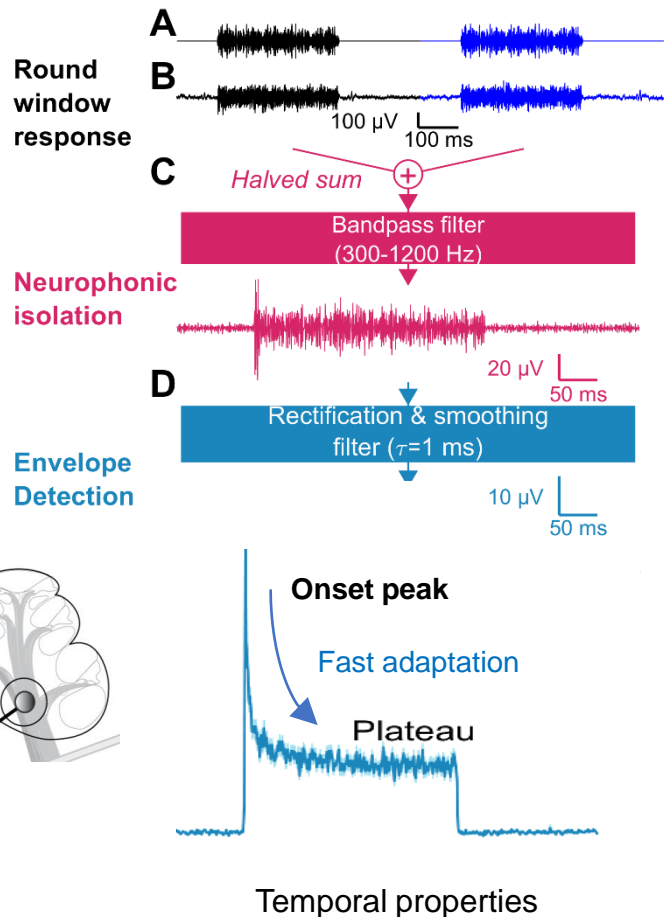 A
Round
window
response
B
100 µV
100 ms
C
Halved sum
+
Bandpass filter
(300-1200 Hz)
Neurophonic
isolation
20 µV
50 ms
D
Rectification & smoothing
filter (τ=1 ms)
Envelope
Detection
10 µV
50 ms
Onset peak
Fast adaptation
Plateau
Temporal properties